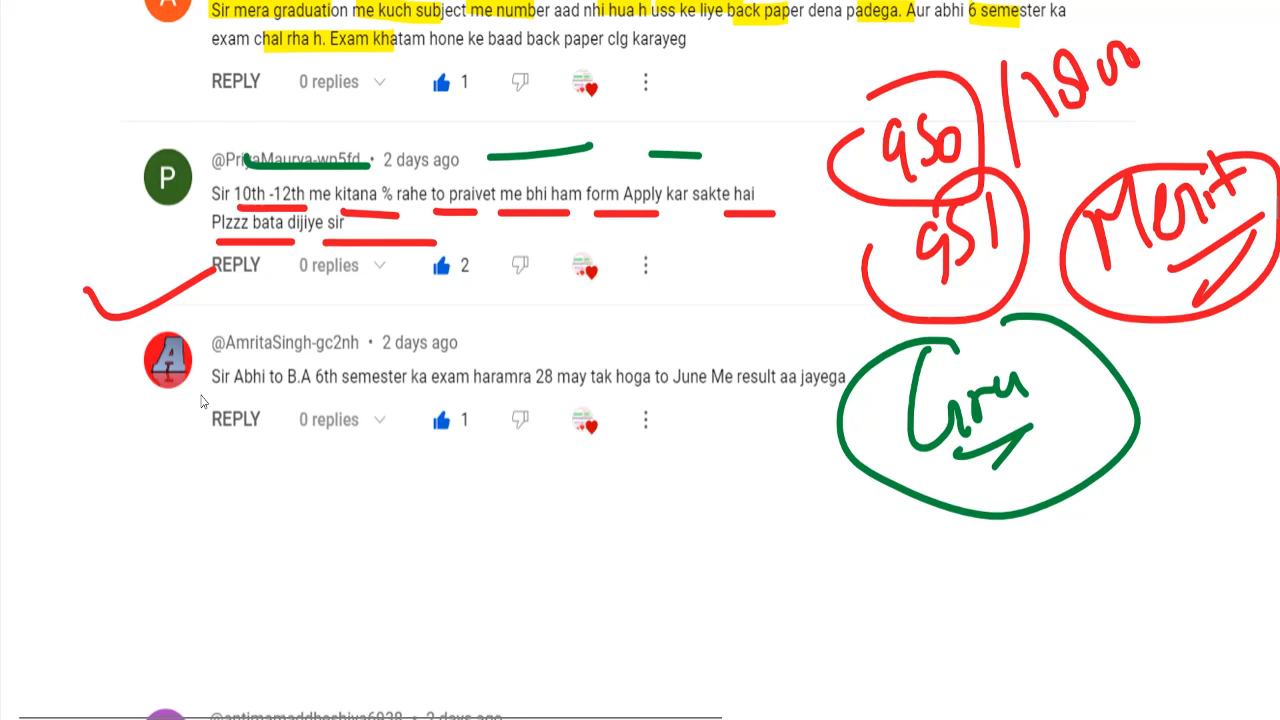 A
Sir mera graduation me kuch subject me number aad nhi hua h uss ke liye back paper dena padega. Aur abhi 6 semester ka
exam chal rha h. Exam khatam hone ke baad back paper clg karayeg
REPLY 0 replies 1
P
@PriyaMaurya-wp5fd • 2 days ago
Sir 10th -12th me kitana % rahe to praivet me bhi ham form Apply kar sakte hai
Plzzz bata dijiye sir
REPLY 0 replies 2
A
@AmritaSingh-gc2nh • 2 days ago
Sir Abhi to B.A 6th semester ka exam haramra 28 may tak hoga to June Me result aa jayega
REPLY 0 replies 1
950
951
Merit